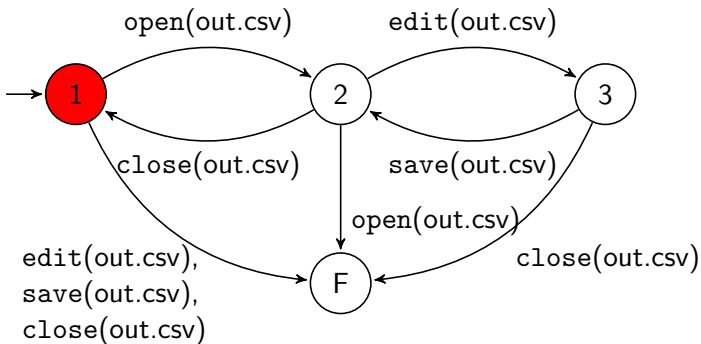 open(out.csv)
edit(out.csv)
1
2
3
close(out.csv)
save(out.csv)
open(out.csv)
edit(out.csv),
save(out.csv),
close(out.csv)
F
close(out.csv)